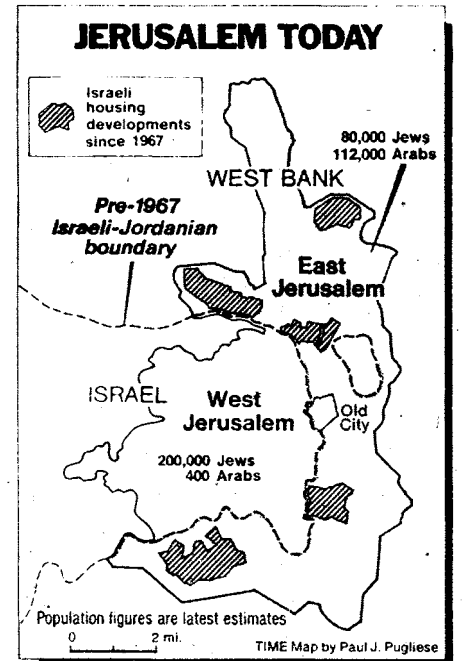 JERUSALEM TODAY
Israeli
housing
developments
since 1967
80,000 Jews
112,000 Arabs
WEST BANK
Pre-1967
Israeli-Jordanian
boundary
East
Jerusalem
ISRAEL
West
Jerusalem
Old
City
200,000 Jews
400 Arabs
Population figures are latest estimates
0 2 mi.
TIME Map by Paul J. Pugliese